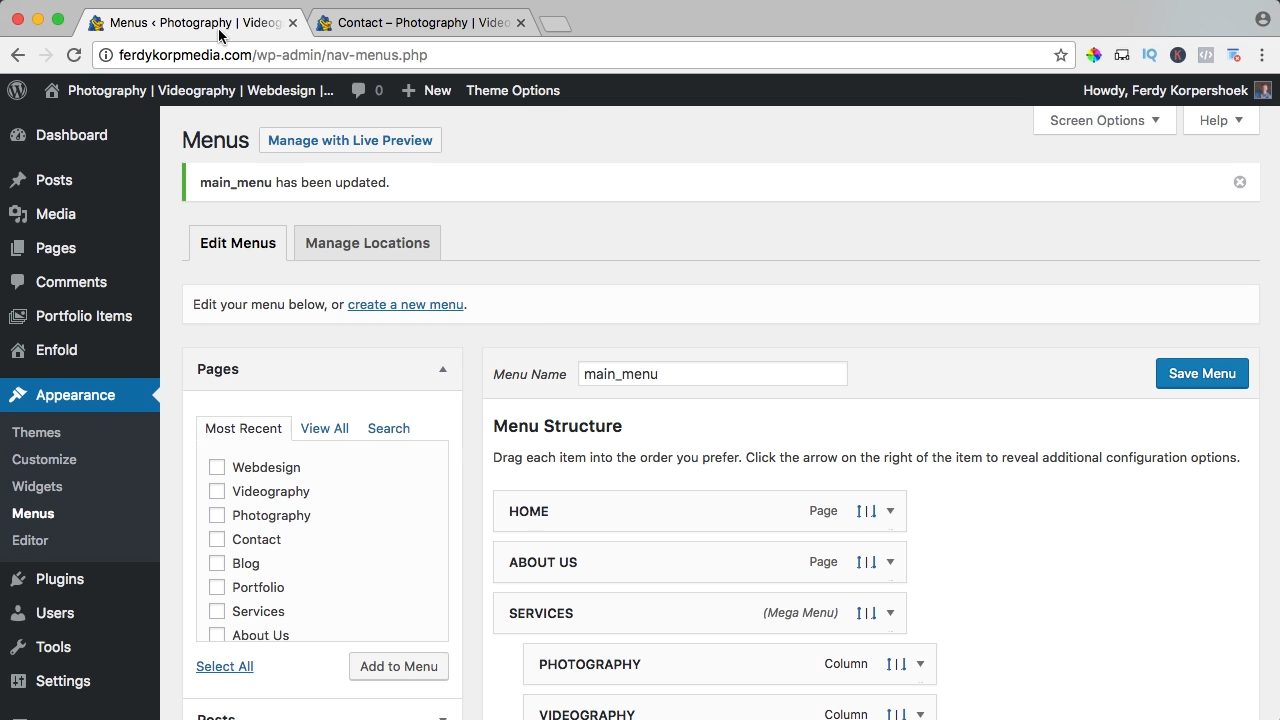 Menus ‹ Photography | Videog
Contact – Photography | Video
ferdykorpmedia.com/wp-admin/nav-menus.php
Photography | Videography | Webdesign |...
0
New
Theme Options
Howdy, Ferdy Korpershoek
Dashboard
Posts
Media
Pages
Comments
Portfolio Items
Enfold
Appearance
Themes
Customize
Widgets
Menus
Editor
Plugins
Users
Tools
Settings
Screen Options
Help
Menus
Manage with Live Preview
main_menu has been updated.
Edit Menus
Manage Locations
Edit your menu below, or create a new menu.
Pages
Most Recent
View All
Search
Webdesign
Videography
Photography
Contact
Blog
Portfolio
Services
About Us
Select All
Add to Menu
Posts
Menu Name
main_menu
Save Menu
Menu Structure
Drag each item into the order you prefer. Click the arrow on the right of the item to reveal additional configuration options.
HOME
Page
ABOUT US
Page
SERVICES
(Mega Menu)
PHOTOGRAPHY
Column
VIDEOGRAPHY
Column